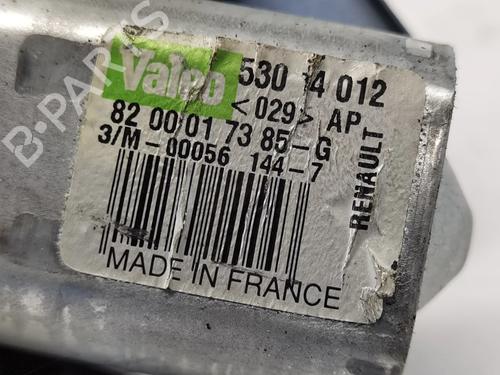 Valeo
530 4 012
<029> AP
82 00 01 73 85-G
3/M-00056 144-7
RENAULT
MADE IN FRANCE